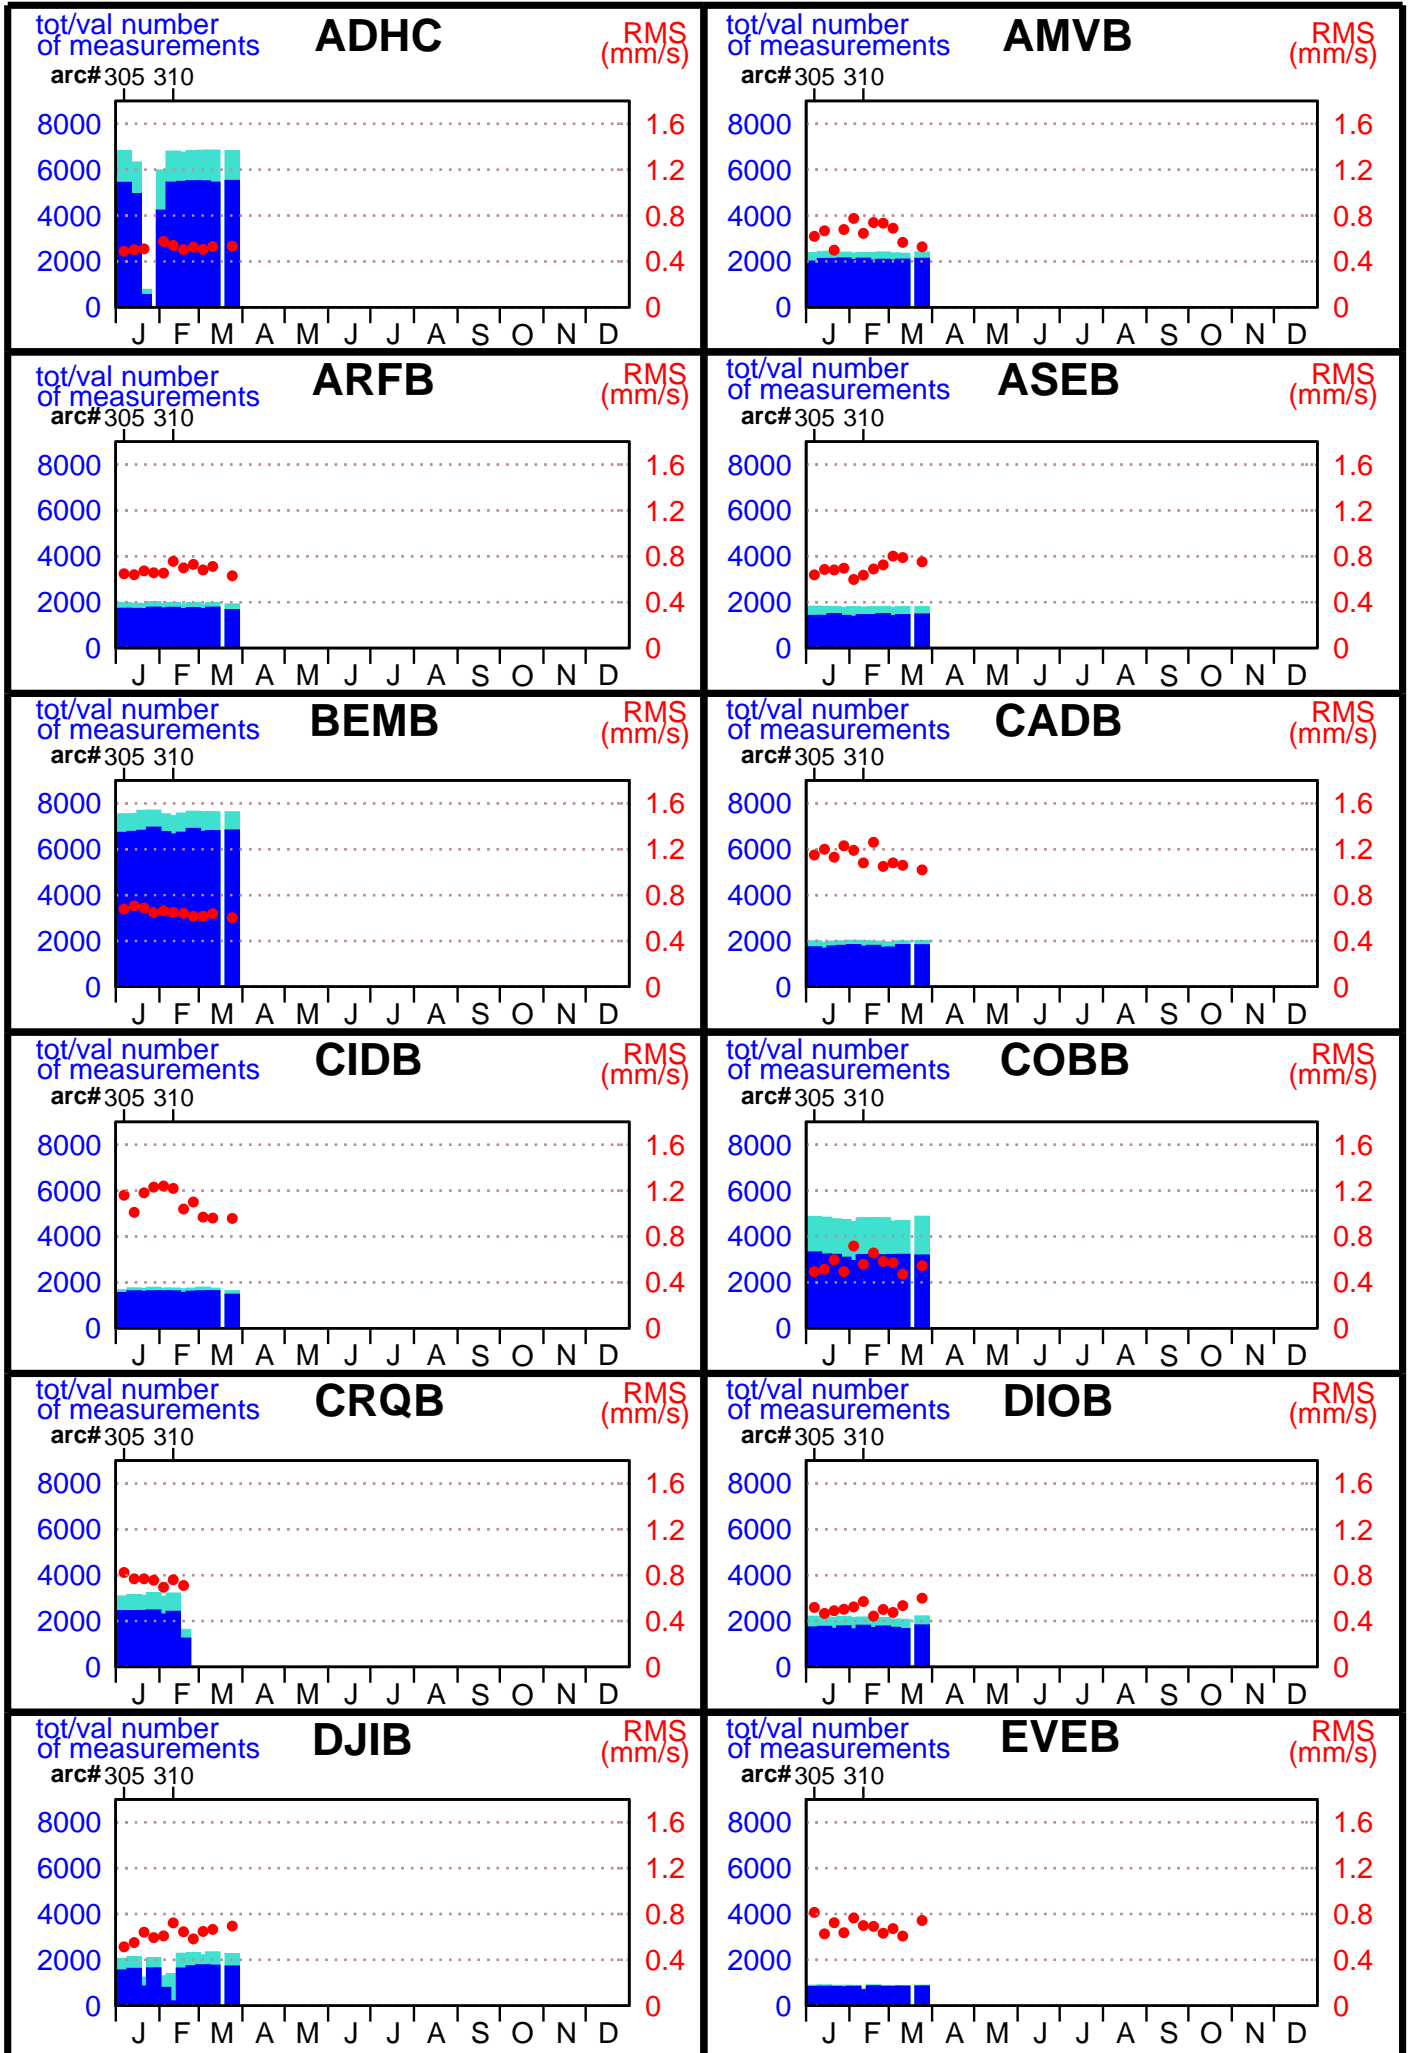 tot/val number
of measurements
ADHC
RMS
(mm/s)
arc# 305 310
8000 1.6
6000 1.2
4000 0.8
2000 0.4
0 0
J F M A M J J A S O N D
tot/val number
of measurements
AMVB
RMS
(mm/s)
arc# 305 310
8000 1.6
6000 1.2
4000 0.8
2000 0.4
0 0
J F M A M J J A S O N D
tot/val number
of measurements
ARFB
RMS
(mm/s)
arc# 305 310
8000 1.6
6000 1.2
4000 0.8
2000 0.4
0 0
J F M A M J J A S O N D
tot/val number
of measurements
ASEB
RMS
(mm/s)
arc# 305 310
8000 1.6
6000 1.2
4000 0.8
2000 0.4
0 0
J F M A M J J A S O N D
tot/val number
of measurements
BEMB
RMS
(mm/s)
arc# 305 310
8000 1.6
6000 1.2
4000 0.8
2000 0.4
0 0
J F M A M J J A S O N D
tot/val number
of measurements
CADB
RMS
(mm/s)
arc# 305 310
8000 1.6
6000 1.2
4000 0.8
2000 0.4
0 0
J F M A M J J A S O N D
tot/val number
of measurements
CIDB
RMS
(mm/s)
arc# 305 310
8000 1.6
6000 1.2
4000 0.8
2000 0.4
0 0
J F M A M J J A S O N D
tot/val number
of measurements
COBB
RMS
(mm/s)
arc# 305 310
8000 1.6
6000 1.2
4000 0.8
2000 0.4
0 0
J F M A M J J A S O N D
tot/val number
of measurements
CRQB
RMS
(mm/s)
arc# 305 310
8000 1.6
6000 1.2
4000 0.8
2000 0.4
0 0
J F M A M J J A S O N D
tot/val number
of measurements
DIOB
RMS
(mm/s)
arc# 305 310
8000 1.6
6000 1.2
4000 0.8
2000 0.4
0 0
J F M A M J J A S O N D
tot/val number
of measurements
DJIB
RMS
(mm/s)
arc# 305 310
8000 1.6
6000 1.2
4000 0.8
2000 0.4
0 0
J F M A M J J A S O N D
tot/val number
of measurements
EVEB
RMS
(mm/s)
arc# 305 310
8000 1.6
6000 1.2
4000 0.8
2000 0.4
0 0
J F M A M J J A S O N D